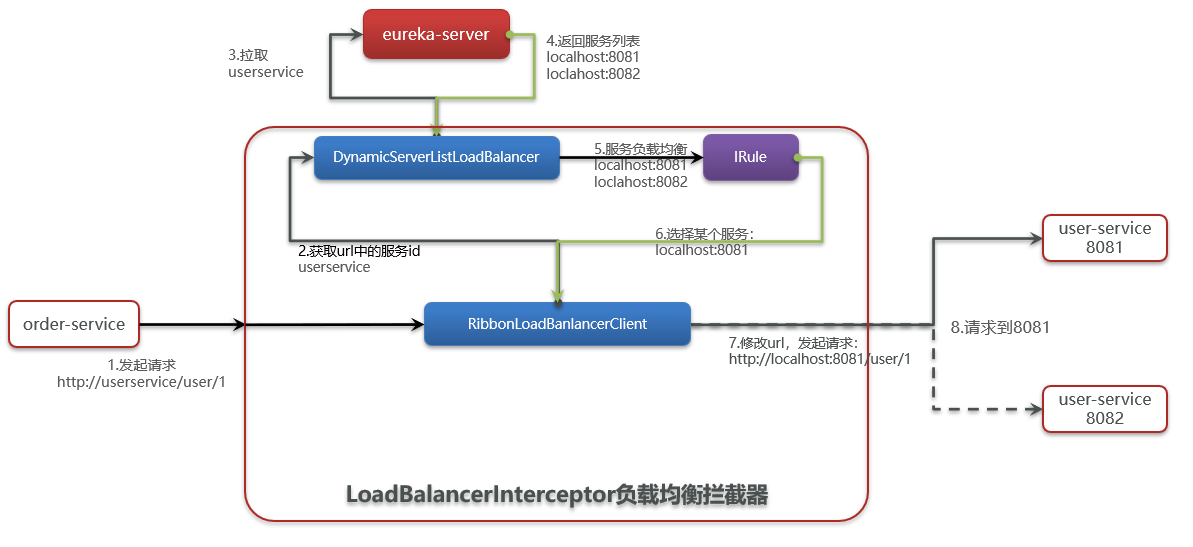 eureka-server
3.拉取
userservice
4.返回服务列表
localhost:8081
loclahost:8082
DynamicServerListLoadBalancer
5.服务负载均衡
localhost:8081
loclahost:8082
IRule
2.获取url中的服务id
userservice
6.选择某个服务：
localhost:8081
user-service
8081
order-service
RibbonLoadBanlancerClient
1.发起请求
http://userservice/user/1
7.修改url，发起请求：
http://localhost:8081/user/1
8.请求到8081
user-service
8082
LoadBalancerInterceptor负载均衡拦截器